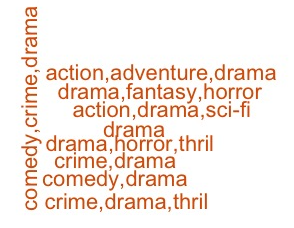 comedy,crime,drama
action,adventure,drama
drama,fantasy,horror
action,drama,sci-fi
drama
drama,horror,thril
crime,drama
comedy,drama
crime,drama,thril